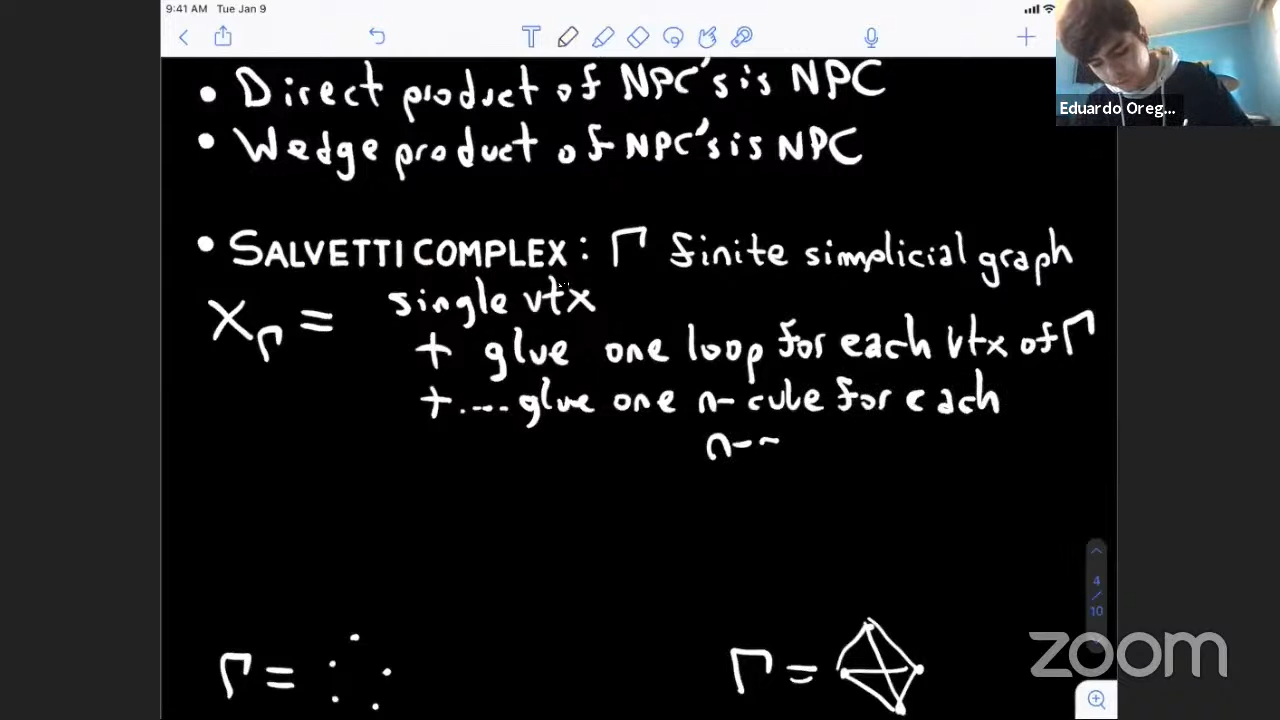 9:41 AM Tue Jan 9
• Direct product of NPC's is NPC
• Wedge product of NPC's is NPC
Eduardo Oreg...
• SALVETTI COMPLEX: Γ finite simplicial graph
X_Γ = single vtx
+ glue one loop for each vtx of Γ
+.... glue one n-cube for each
n-~
4
/
10
Γ =
Γ =
zoom